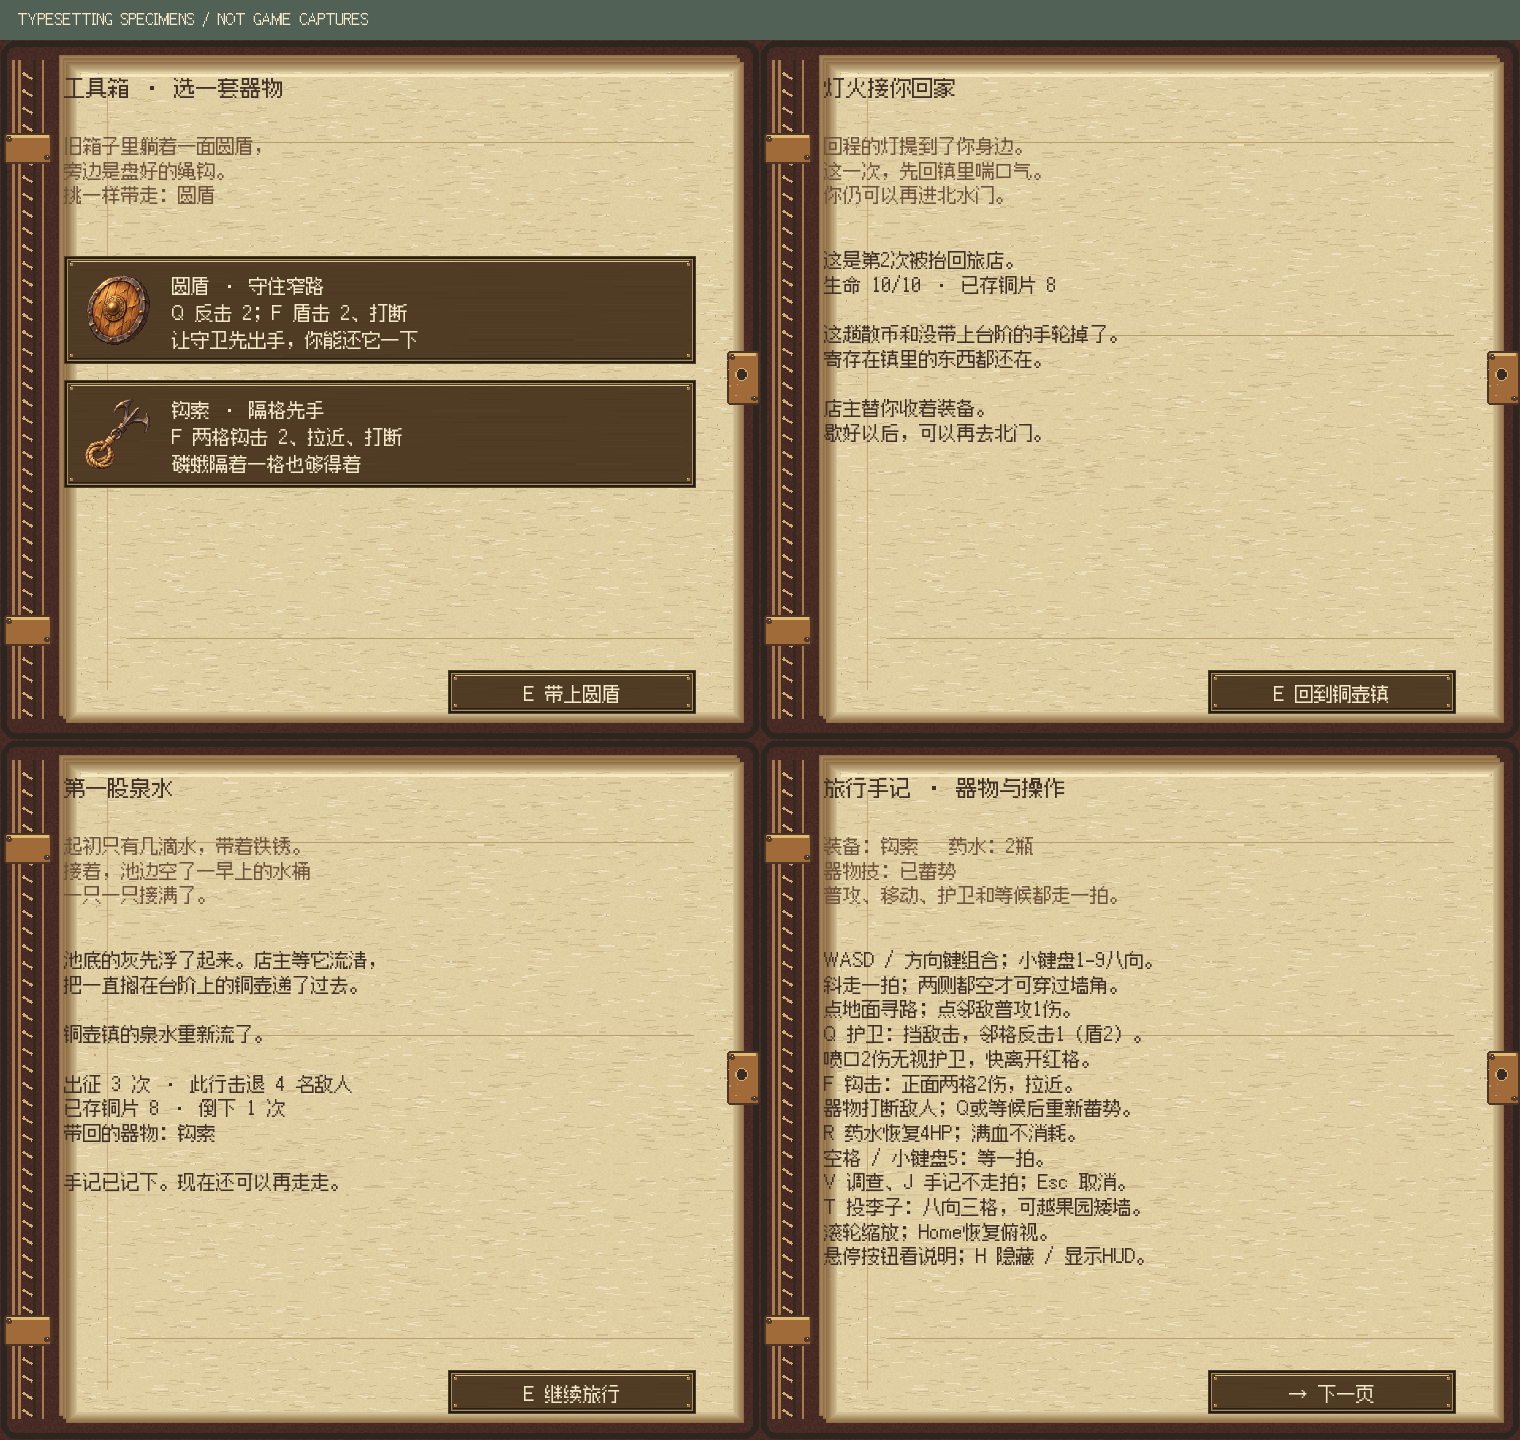 TYPESETTING SPECIMENS / NOT GAME CAPTURES
工具箱 · 选一套器物
旧箱子里躺着一面圆盾，
旁边是盘好的绳钩。
挑一样带走：圆盾
圆盾 · 守住窄路
Q 反击 2；F 盾击 2、打断
让守卫先出手，你能还它一下
钩索 · 隔格先手
F 两格钩击 2、拉近、打断
磷蛾隔着一格也够得着
E 带上圆盾
灯火接你回家
回程的灯提到了你身边。
这一次，先回镇里喘口气。
你仍可以再进北水门。
这是第2次被抬回旅店。
生命 10/10 · 已存铜片 8
这趟散币和没带上台阶的手轮掉了。
寄存在镇里的东西都还在。
店主替你收着装备。
歇好以后，可以再去北门。
E 回到铜壶镇
第一股泉水
起初只有几滴水，带着铁锈。
接着，池边空了一早上的水桶
一只一只接满了。
池底的灰先浮了起来。店主等它流清，
把一直搁在台阶上的铜壶递了过去。
铜壶镇的泉水重新流了。
出征 3 次 · 此行击退 4 名敌人
已存铜片 8 · 倒下 1 次
带回的器物：钩索
手记已记下。现在还可以再走走。
E 继续旅行
旅行手记 · 器物与操作
装备：钩索 药水：2瓶
器物技：已蓄势
普攻、移动、护卫和等候都走一拍。
WASD / 方向键组合；小键盘1-9八向。
斜走一拍；两侧都空才可穿过墙角。
点地面寻路；点邻敌普攻1伤。
Q 护卫：挡敌击，邻格反击1（盾2）。
喷口2伤无视护卫，快离开红格。
F 钩击：正面两格2伤，拉近。
器物打断敌人；Q或等候后重新蓄势。
R 药水恢复4HP；满血不消耗。
空格 / 小键盘5：等一拍。
V 调查、J 手记不走拍；Esc 取消。
T 投李子：八向三格，可越果园矮墙。
滚轮缩放；Home恢复俯视。
悬停按钮看说明；H 隐藏 / 显示HUD。
→ 下一页